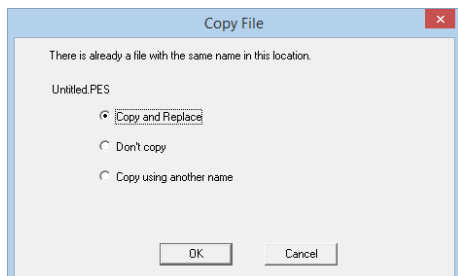 Copy File
There is already a file with the same name in this location.
Untitled.PES
Copy and Replace
Don't copy
Copy using another name
OK Cancel